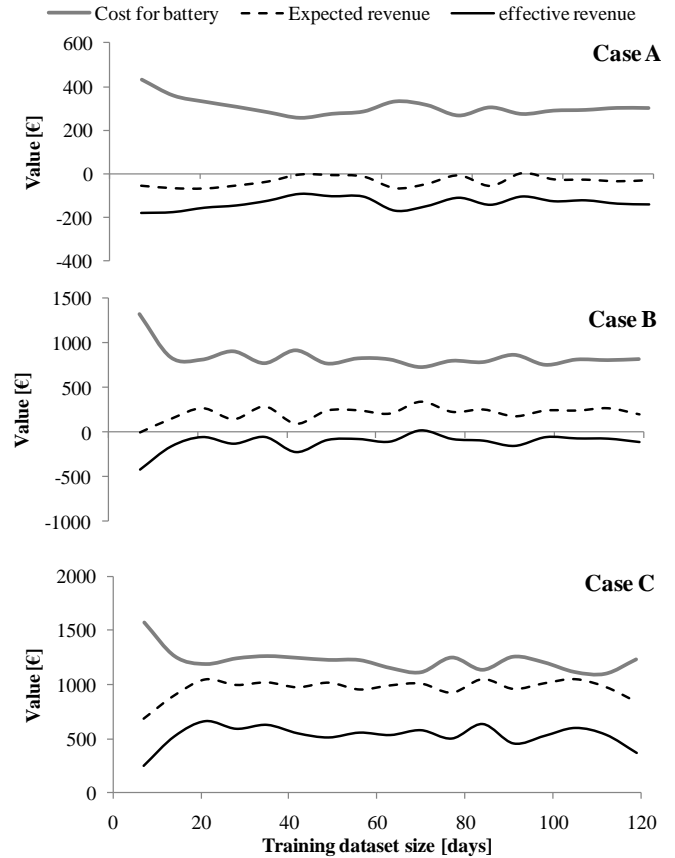 Cost for battery Expected revenue effective revenue
Case A
Value [€]
600
400
200
0
-200
-400
Case B
Value [€]
1500
1000
500
0
-500
-1000
Case C
Value [€]
2000
1500
1000
500
0
0 20 40 60 80 100 120
Training dataset size [days]